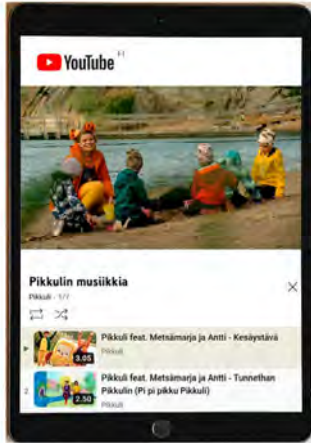 YouTube FI
Pikkulin musiikkia
Pikkuli - 1/7
3.05
Pikkuli feat. Metsämarja ja Antti - Kesäystävä
Pikkuli
2
2.50
Pikkuli feat. Metsämarja ja Antti - Tunnethan
Pikkulin (Pi pi pikku Pikkuli)
Pikkuli